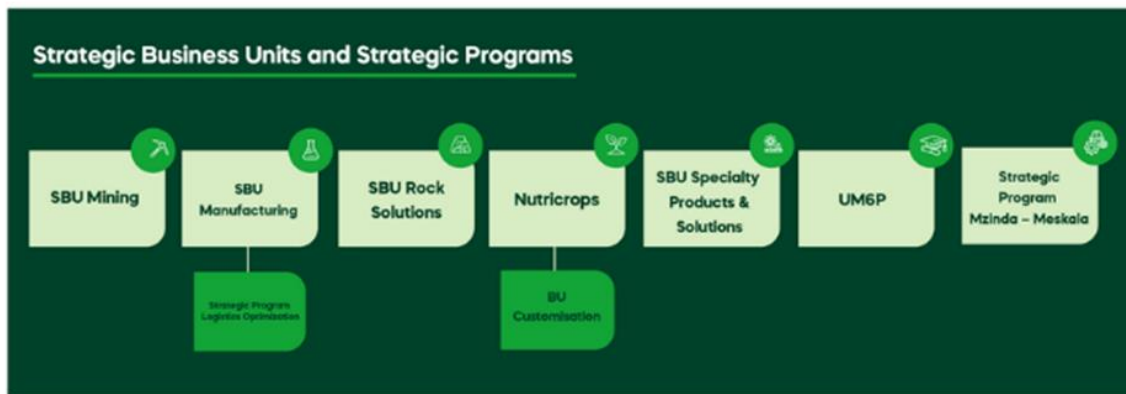 Strategic Business Units and Strategic Programs
SBU Mining
SBU
Manufacturing
SBU Rock
Solutions
Nutricrops
SBU Specialty
Products &
Solutions
UM6P
Strategic
Program
Mzinda – Meskala
Strategic Program
Logistics Optimization
BU
Customisation